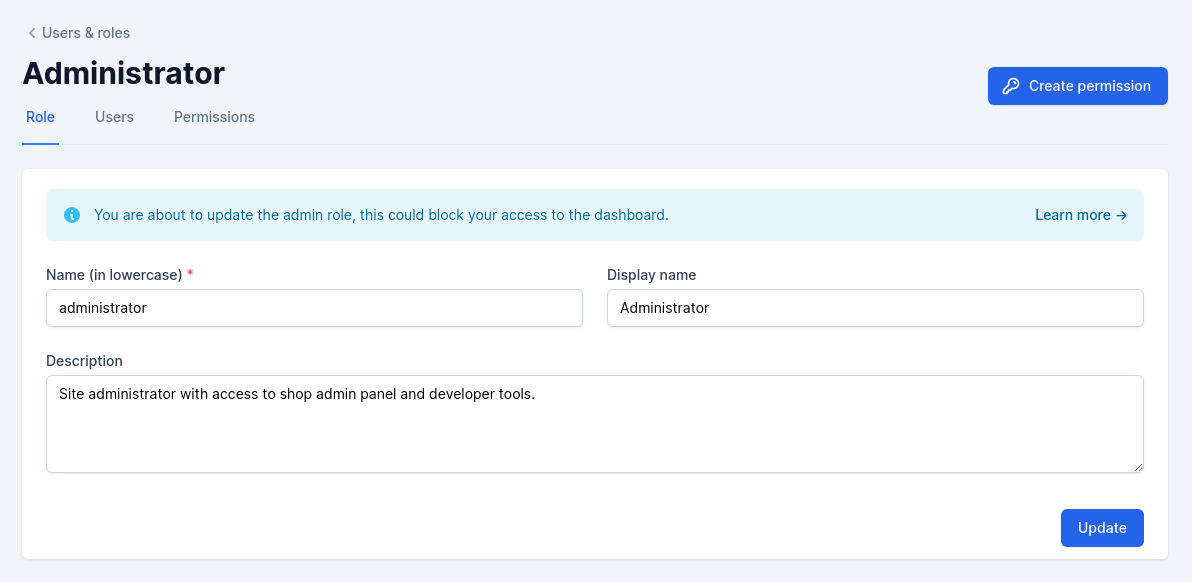 Users & roles
Administrator
Create permission
Role Users Permissions
You are about to update the admin role, this could block your access to the dashboard. Learn more →
Name (in lowercase) * Display name
administrator Administrator
Description
Site administrator with access to shop admin panel and developer tools.
Update